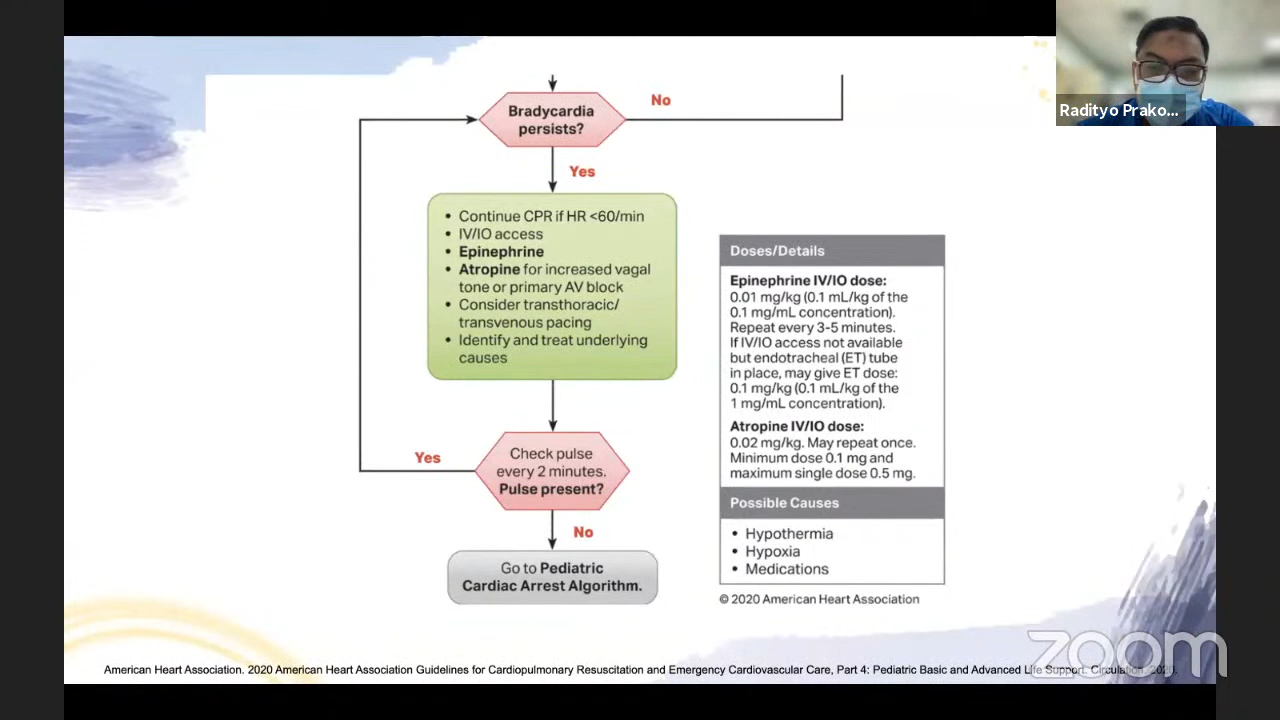 Radityo Prako...
Bradycardia
persists?
No
Yes
• Continue CPR if HR <60/min
• IV/IO access
• Epinephrine
• Atropine for increased vagal
tone or primary AV block
• Consider transthoracic/
transvenous pacing
• Identify and treat underlying
causes
Yes
Check pulse
every 2 minutes.
Pulse present?
No
Go to Pediatric
Cardiac Arrest Algorithm.
Doses/Details
Epinephrine IV/IO dose:
0.01 mg/kg (0.1 mL/kg of the
0.1 mg/mL concentration).
Repeat every 3-5 minutes.
If IV/IO access not available
but endotracheal (ET) tube
in place, may give ET dose:
0.1 mg/kg (0.1 mL/kg of the
1 mg/mL concentration).
Atropine IV/IO dose:
0.02 mg/kg. May repeat once.
Minimum dose 0.1 mg and
maximum single dose 0.5 mg.
Possible Causes
• Hypothermia
• Hypoxia
• Medications
© 2020 American Heart Association
zoom
American Heart Association. 2020 American Heart Association Guidelines for Cardiopulmonary Resuscitation and Emergency Cardiovascular Care, Part 4: Pediatric Basic and Advanced Life Support. Circulation. 2020.